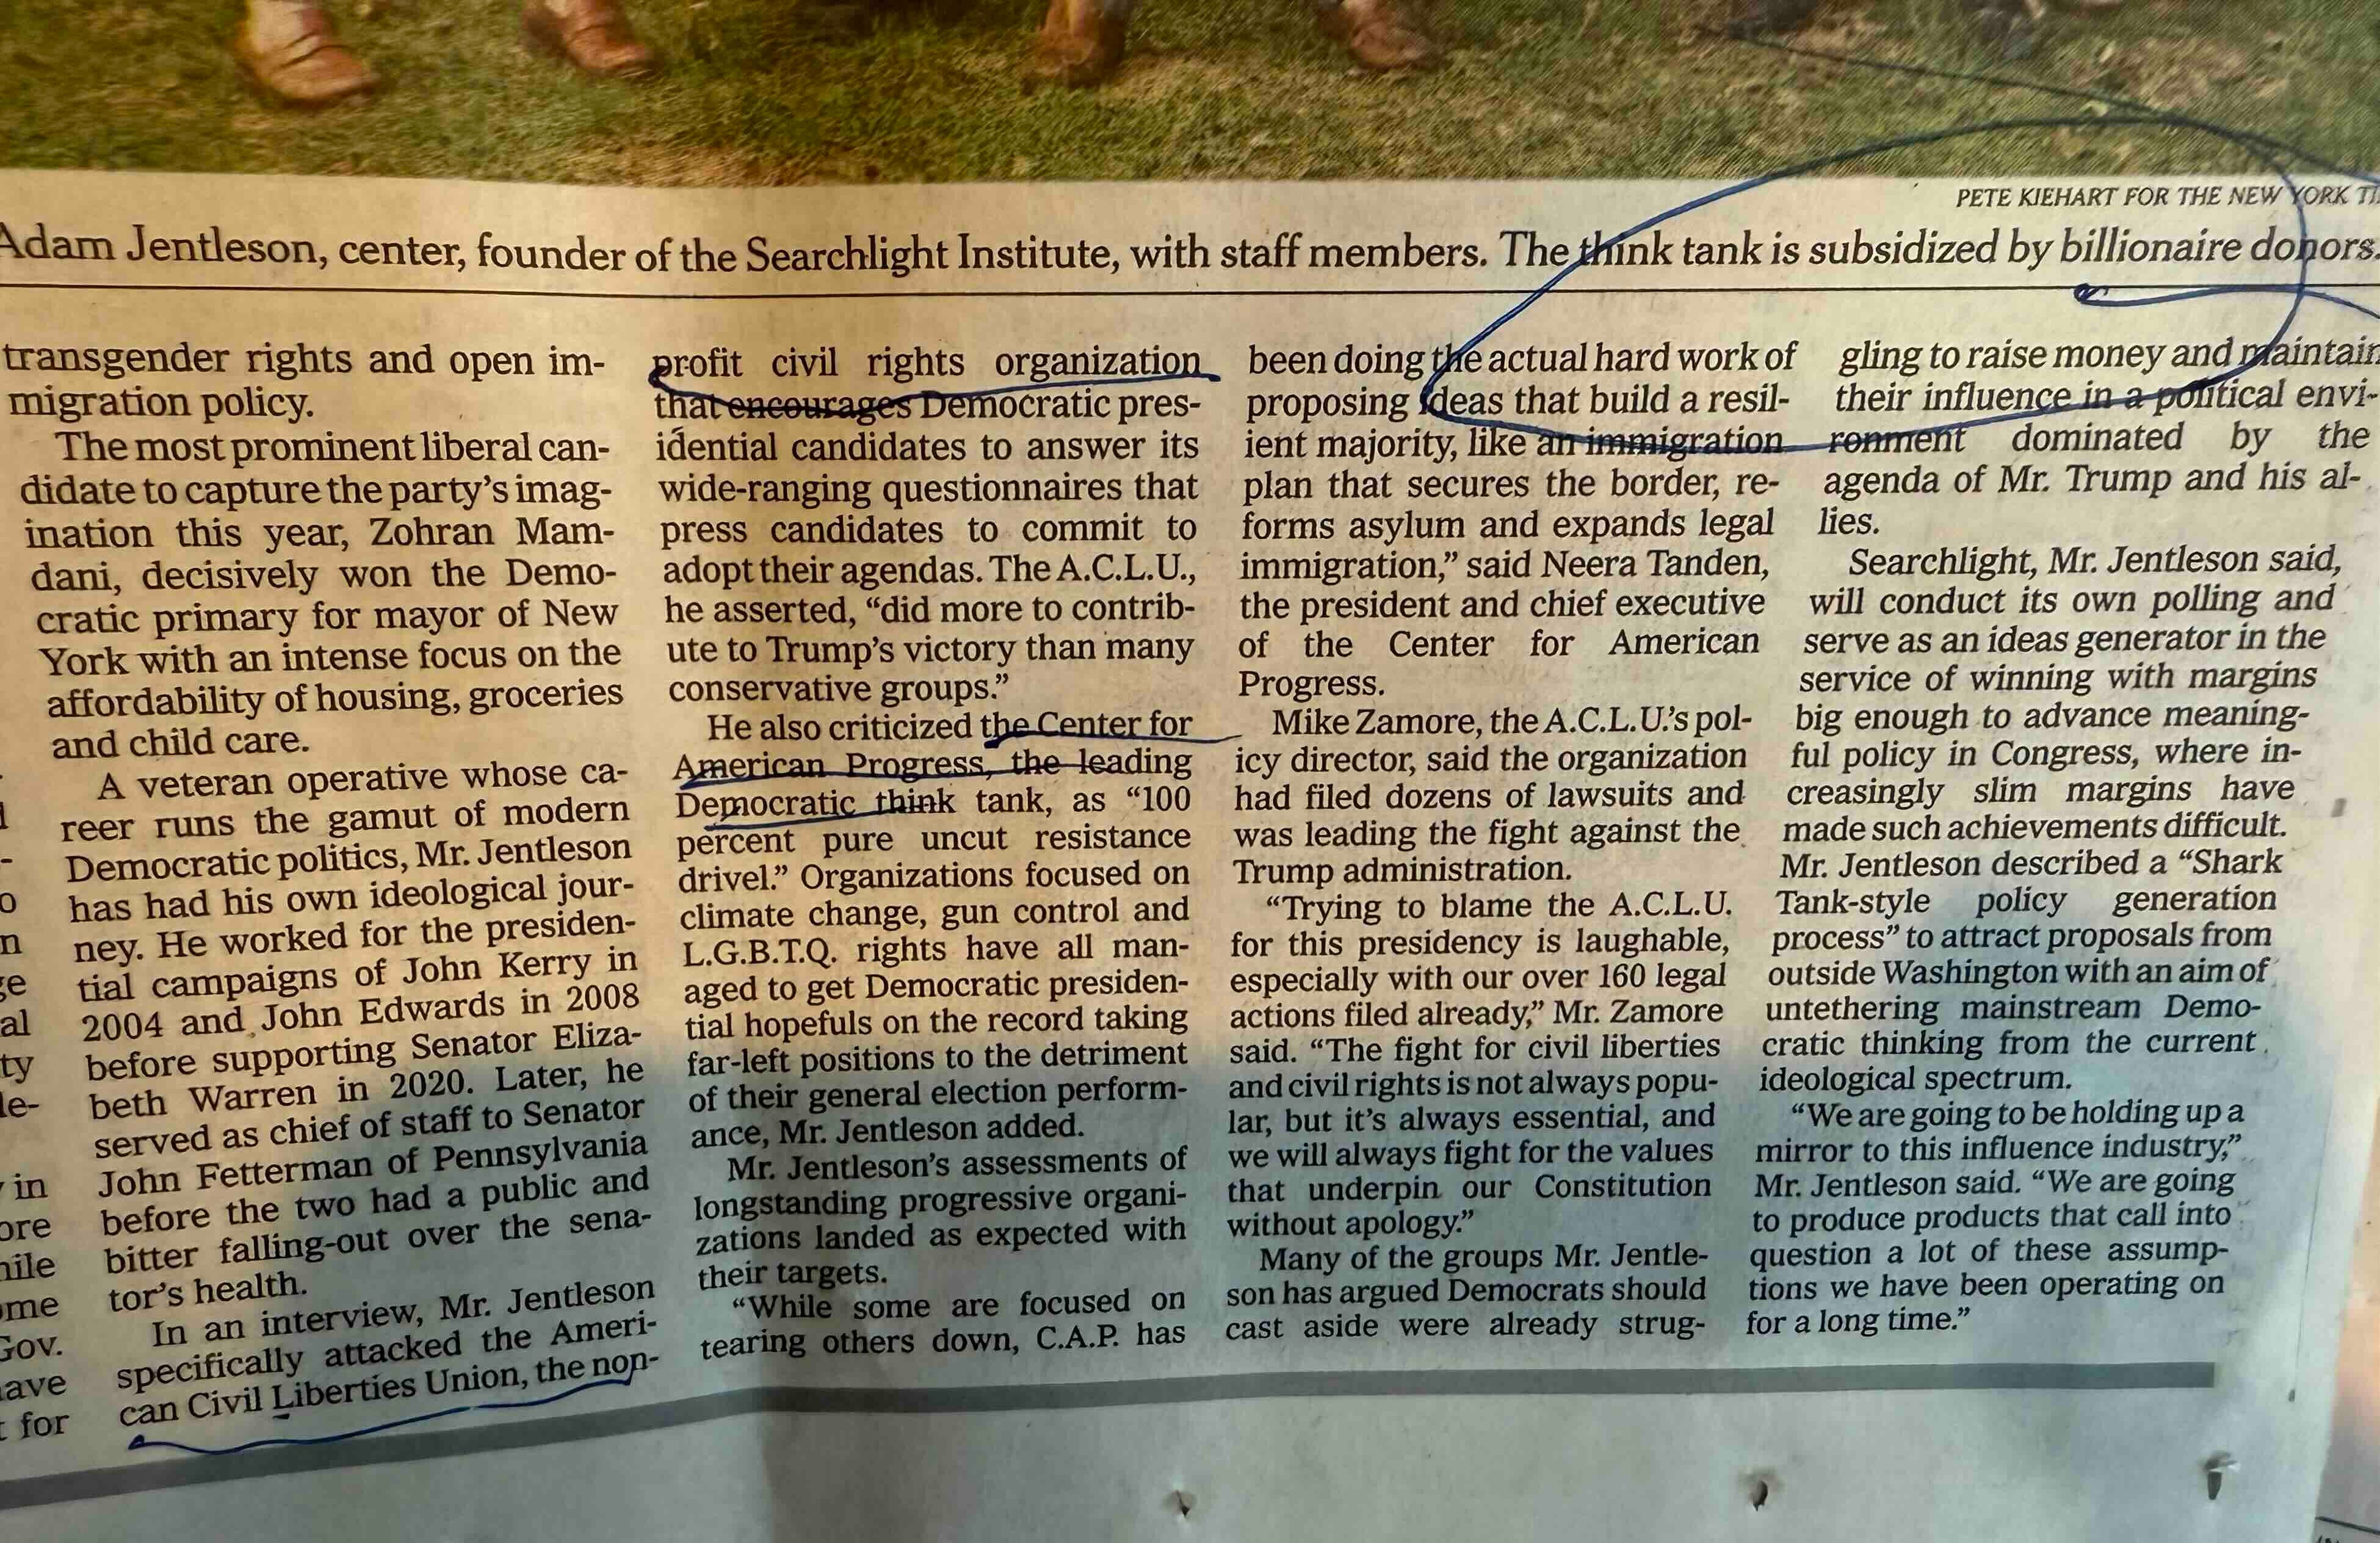 PETE KIEHART FOR THE NEW YORK
Adam Jentleson, center, founder of the Searchlight Institute, with staff members. The think tank is subsidized by billionaire donors.
in
ile
me
Gov.
ave
for
transgender rights and open im-
migration policy.
The most prominent liberal can-
didate to capture the party's imag-
ination this year, Zohran Mam-
dani, decisively won the Demo-
cratic primary for mayor of New
York with an intense focus on the
affordability of housing, groceries
and child care.
A veteran operative whose ca-
reer runs the gamut of modern
Democratic politics, Mr. Jentleson
has had his own ideological jour-
ney. He worked for the presiden-
tial campaigns of John Kerry in
2004 and John Edwards in 2008
before supporting Senator Eliza-
beth Warren in 2020. Later, he
served as chief of staff to Senator
John Fetterman of Pennsylvania
before the two had a public and
bitter falling-out over the sena-
tor's health.
In an interview, Mr. Jentleson
specifically attacked the Ameri-
can Civil Liberties Union, the non-
profit civil rights organization
that encourages Democratic pres-
idential candidates to answer its
wide-ranging questionnaires that
press candidates to commit to
adopt their agendas. The A.C.L.U.,
he asserted, “did more to contrib-
ute to Trump's victory than many
conservative groups.”
He also criticized the Center for
American Progress, the leading
Democratic think tank, as “100
percent pure uncut resistance
drivel.” Organizations focused on
climate change, gun control and
L.G.B.T.Q. rights have all man-
aged to get Democratic presiden-
tial hopefuls on the record taking
far-left positions to the detriment
of their general election perform-
ance, Mr. Jentleson added.
Mr. Jentleson's assessments of
longstanding progressive organi-
zations landed as expected with
their targets.
“While some are focused on
tearing others down, C.A.P. has
been doing the actual hard work of
proposing ideas that build a resil-
ient majority, like an immigration
plan that secures the border, re-
forms asylum and expands legal
immigration,” said Neera Tanden,
the president and chief executive
of the Center for American
Progress.
Mike Zamore, the A.C.L.U.'s pol-
icy director, said the organization
had filed dozens of lawsuits and
was leading the fight against the
Trump administration.
“Trying to blame the A.C.L.U.
for this presidency is laughable,
especially with our over 160 legal
actions filed already,” Mr. Zamore
said. “The fight for civil liberties
and civil rights is not always popu-
lar, but it's always essential, and
we will always fight for the values
that underpin our Constitution
without apology.”
Many of the groups Mr. Jentle-
son has argued Democrats should
cast aside were already strug-
gling to raise money and maintain
their influence in a political envi-
ronment dominated by the
agenda of Mr. Trump and his al-
lies.
Searchlight, Mr. Jentleson said,
will conduct its own polling and
serve as an ideas generator in the
service of winning with margins
big enough to advance meaning-
ful policy in Congress, where in-
creasingly slim margins have
made such achievements difficult.
Mr. Jentleson described a “Shark
Tank-style policy generation
process” to attract proposals from
outside Washington with an aim of
untethering mainstream Demo-
cratic thinking from the current
ideological spectrum.
“We are going to be holding up a
mirror to this influence industry,”
Mr. Jentleson said. “We are going
to produce products that call into
question a lot of these assump-
tions we have been operating on
for a long time.”